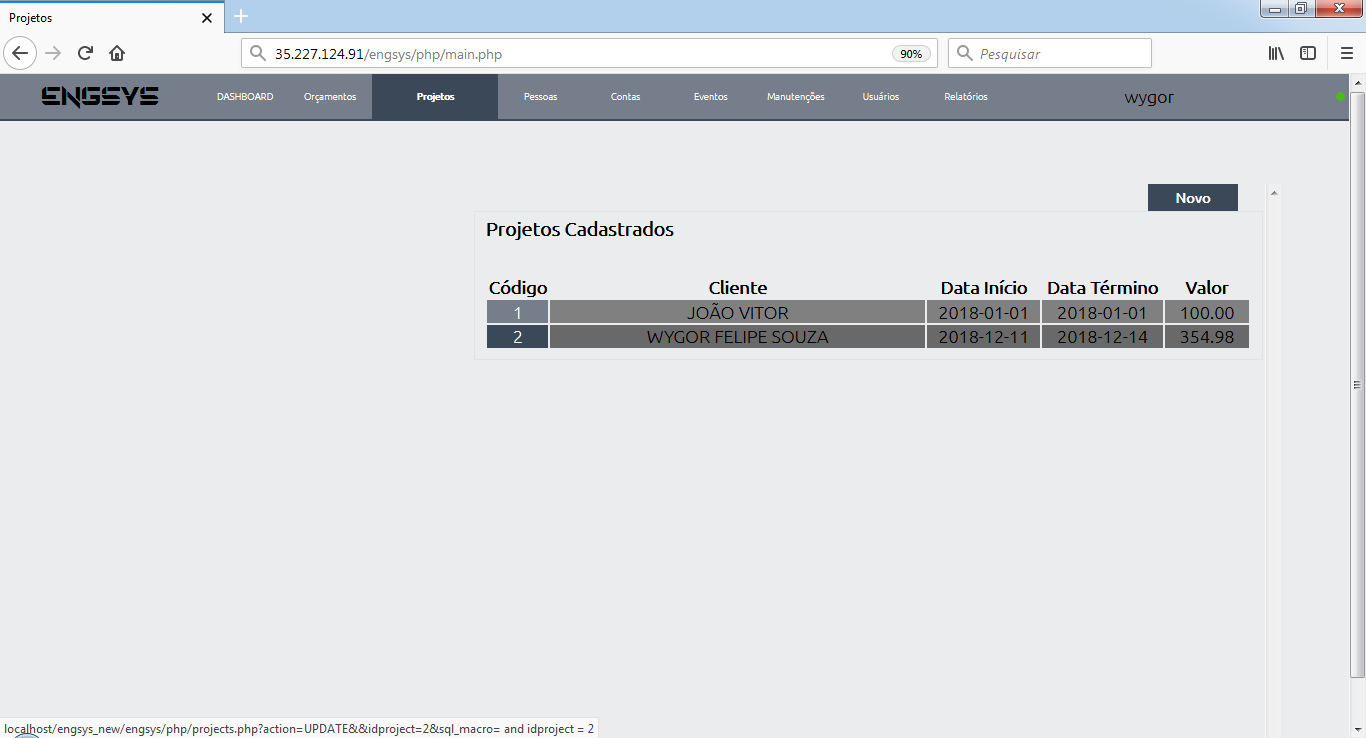 Projetos
35.227.124.91/engsys/php/main.php 90% Pesquisar
ENGSYS DASHBOARD Orçamentos Projetos Pessoas Contas Eventos Manutenções Usuários Relatórios wygor
Novo
Projetos Cadastrados
Código Cliente Data Início Data Término Valor
1 JOÃO VITOR 2018-01-01 2018-01-01 100.00
2 WYGOR FELIPE SOUZA 2018-12-11 2018-12-14 354.98
localhost/engsys_new/engsys/php/projects.php?action=UPDATE&&idproject=2&sql_macro= and idproject = 2